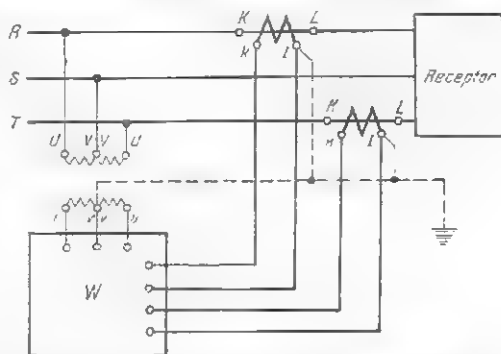 R K L
k l
S Receptor
T K L
U V V U
k l
u v v u
W